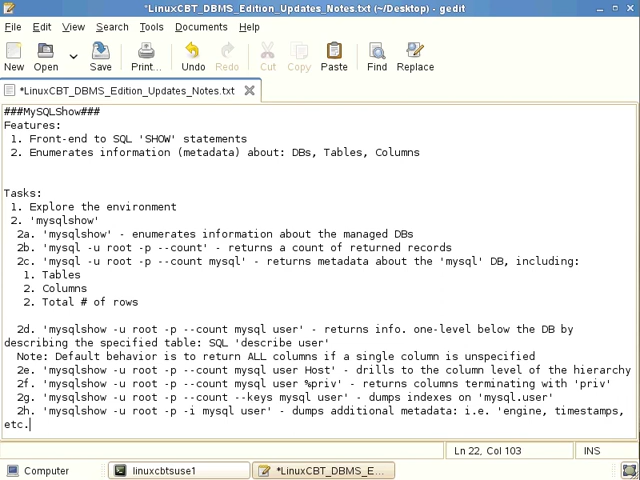 *LinuxCBT_DBMS_Edition_Updates_Notes.txt (~/Desktop) - gedit
File Edit View Search Tools Documents Help
New Open Save Print... Undo Redo Cut Copy Paste Find Replace
*LinuxCBT_DBMS_Edition_Updates_Notes.txt
###MySQLShow###
Features:
1. Front-end to SQL 'SHOW' statements
2. Enumerates information (metadata) about: DBs, Tables, Columns
Tasks:
1. Explore the environment
2. 'mysqlshow'
2a. 'mysqlshow' - enumerates information about the managed DBs
2b. 'mysql -u root -p --count' - returns a count of returned records
2c. 'mysql -u root -p --count mysql' - returns metadata about the 'mysql' DB, including:
1. Tables
2. Columns
2. Total # of rows
2d. 'mysqlshow -u root -p --count mysql user' - returns info. one-level below the DB by
describing the specified table: SQL 'describe user'
Note: Default behavior is to return ALL columns if a single column is unspecified
2e. 'mysqlshow -u root -p --count mysql user Host' - drills to the column level of the hierarchy
2f. 'mysqlshow -u root -p --count mysql user %priv' - returns columns terminating with 'priv'
2g. 'mysqlshow -u root -p --count --keys mysql user' - dumps indexes on 'mysql.user'
2h. 'mysqlshow -u root -p -i mysql user' - dumps additional metadata: i.e. 'engine, timestamps,
etc.
Ln 22, Col 103 INS
Computer linuxcbtsuse1 *LinuxCBT_DBMS_E...